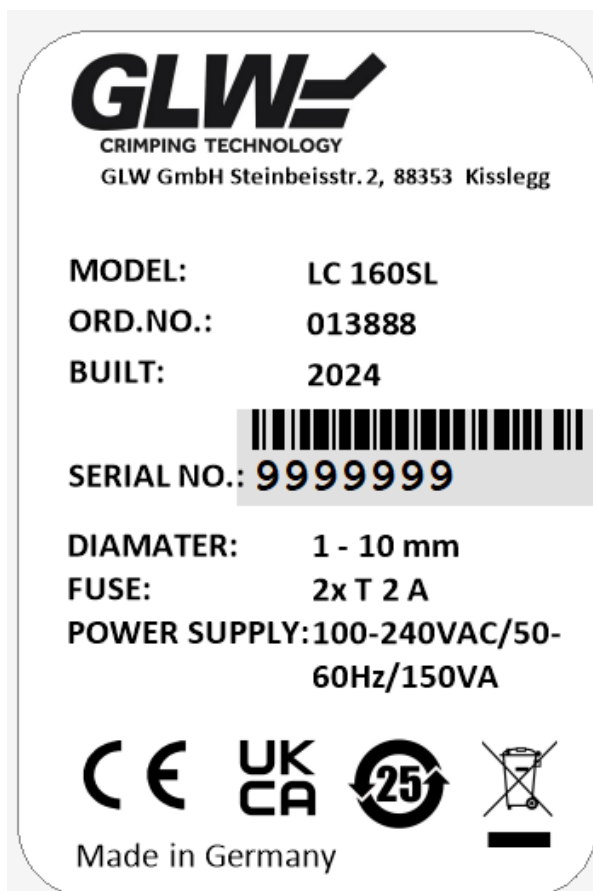 GLW
CRIMPING TECHNOLOGY
GLW GmbH Steinbeisstr. 2, 88353 Kisslegg
MODEL: LC 160SL
ORD.NO.: 013888
BUILT: 2024
SERIAL NO.: 9999999
DIAMATER: 1 - 10 mm
FUSE: 2x T 2 A
POWER SUPPLY: 100-240VAC/50-
60Hz/150VA
CE UK
CA 25
Made in Germany